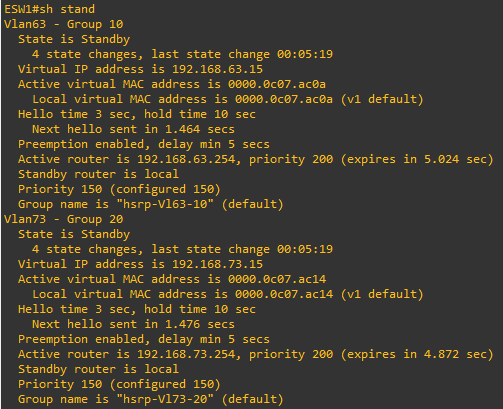 ESW1#sh stand
Vlan63 - Group 10
  State is Standby
    4 state changes, last state change 00:05:19
  Virtual IP address is 192.168.63.15
  Active virtual MAC address is 0000.0c07.ac0a
    Local virtual MAC address is 0000.0c07.ac0a (v1 default)
  Hello time 3 sec, hold time 10 sec
    Next hello sent in 1.464 secs
  Preemption enabled, delay min 5 secs
  Active router is 192.168.63.254, priority 200 (expires in 5.024 sec)
  Standby router is local
  Priority 150 (configured 150)
  Group name is "hsrp-Vl63-10" (default)
Vlan73 - Group 20
  State is Standby
    4 state changes, last state change 00:05:19
  Virtual IP address is 192.168.73.15
  Active virtual MAC address is 0000.0c07.ac14
    Local virtual MAC address is 0000.0c07.ac14 (v1 default)
  Hello time 3 sec, hold time 10 sec
    Next hello sent in 1.476 secs
  Preemption enabled, delay min 5 secs
  Active router is 192.168.73.254, priority 200 (expires in 4.872 sec)
  Standby router is local
  Priority 150 (configured 150)
  Group name is "hsrp-Vl73-20" (default)